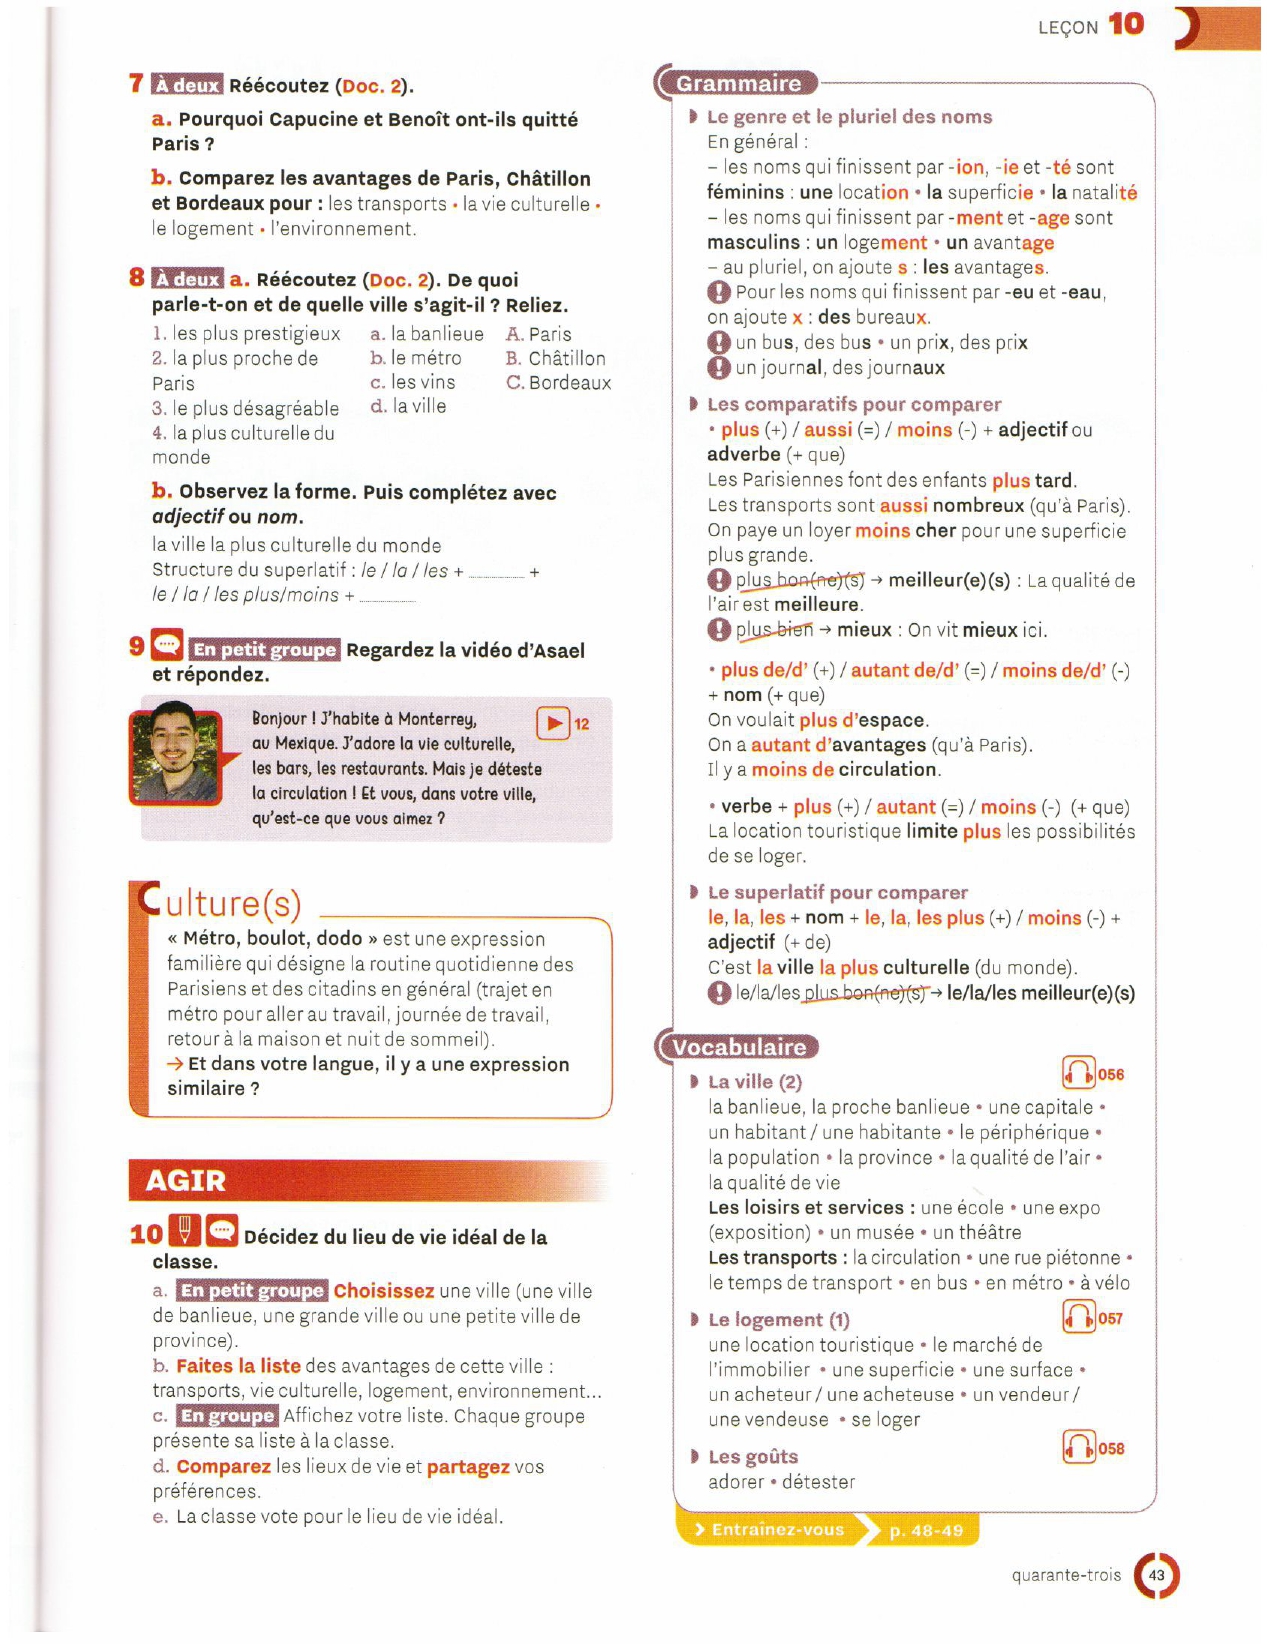 LEÇON 10
7 À deux Réécoutez (Doc. 2).
a. Pourquoi Capucine et Benoît ont-ils quitté
Paris ?
b. Comparez les avantages de Paris, Châtillon
et Bordeaux pour : les transports • la vie culturelle •
le logement • l'environnement.
8 À deux a. Réécoutez (Doc. 2). De quoi
parle-t-on et de quelle ville s'agit-il ? Reliez.
1. les plus prestigieux
2. la plus proche de
Paris
3. le plus désagréable
4. la plus culturelle du
monde
a. la banlieue
b. le métro
c. les vins
d. la ville
A. Paris
B. Châtillon
C. Bordeaux
b. Observez la forme. Puis complétez avec
adjectif ou nom.
la ville la plus culturelle du monde
Structure du superlatif : le / la / les + ________ +
le / la / les plus/moins + ________
9 En petit groupe Regardez la vidéo d'Asael
et répondez.
Bonjour ! J'habite à Monterrey,
au Mexique. J'adore la vie culturelle,
les bars, les restaurants. Mais je déteste
la circulation ! Et vous, dans votre ville,
qu'est-ce que vous aimez ?
12
Culture(s)
« Métro, boulot, dodo » est une expression
familière qui désigne la routine quotidienne des
Parisiens et des citadins en général (trajet en
métro pour aller au travail, journée de travail,
retour à la maison et nuit de sommeil).
→ Et dans votre langue, il y a une expression
similaire ?
AGIR
10 Décidez du lieu de vie idéal de la
classe.
a. En petit groupe Choisissez une ville (une ville
de banlieue, une grande ville ou une petite ville de
province).
b. Faites la liste des avantages de cette ville :
transports, vie culturelle, logement, environnement...
c. En groupe Affichez votre liste. Chaque groupe
présente sa liste à la classe.
d. Comparez les lieux de vie et partagez vos
préférences.
e. La classe vote pour le lieu de vie idéal.
Grammaire
Le genre et le pluriel des noms
En général :
– les noms qui finissent par -ion, -ie et -té sont
féminins : une location • la superficie • la natalité
– les noms qui finissent par -ment et -age sont
masculins : un logement • un avantage
– au pluriel, on ajoute s : les avantages.
! Pour les noms qui finissent par -eu et -eau,
on ajoute x : des bureaux.
! un bus, des bus • un prix, des prix
! un journal, des journaux
Les comparatifs pour comparer
• plus (+) / aussi (=) / moins (-) + adjectif ou
adverbe (+ que)
Les Parisiennes font des enfants plus tard.
Les transports sont aussi nombreux (qu'à Paris).
On paye un loyer moins cher pour une superficie
plus grande.
! plus bon(ne)(s) → meilleur(e)(s) : La qualité de
l'air est meilleure.
! plus bien → mieux : On vit mieux ici.
• plus de/d' (+) / autant de/d' (=) / moins de/d' (-)
+ nom (+ que)
On voulait plus d'espace.
On a autant d'avantages (qu'à Paris).
Il y a moins de circulation.
• verbe + plus (+) / autant (=) / moins (-) (+ que)
La location touristique limite plus les possibilités
de se loger.
Le superlatif pour comparer
le, la, les + nom + le, la, les plus (+) / moins (-) +
adjectif (+ de)
C'est la ville la plus culturelle (du monde).
! le/la/les plus bon(ne)(s) → le/la/les meilleur(e)(s)
Vocabulaire
La ville (2) 056
la banlieue, la proche banlieue • une capitale •
un habitant / une habitante • le périphérique •
la population • la province • la qualité de l'air •
la qualité de vie
Les loisirs et services : une école • une expo
(exposition) • un musée • un théâtre
Les transports : la circulation • une rue piétonne •
le temps de transport • en bus • en métro • à vélo
Le logement (1) 057
une location touristique • le marché de
l'immobilier • une superficie • une surface •
un acheteur / une acheteuse • un vendeur /
une vendeuse • se loger
Les goûts 058
adorer • détester
> Entraînez-vous > p. 48-49
quarante-trois 43